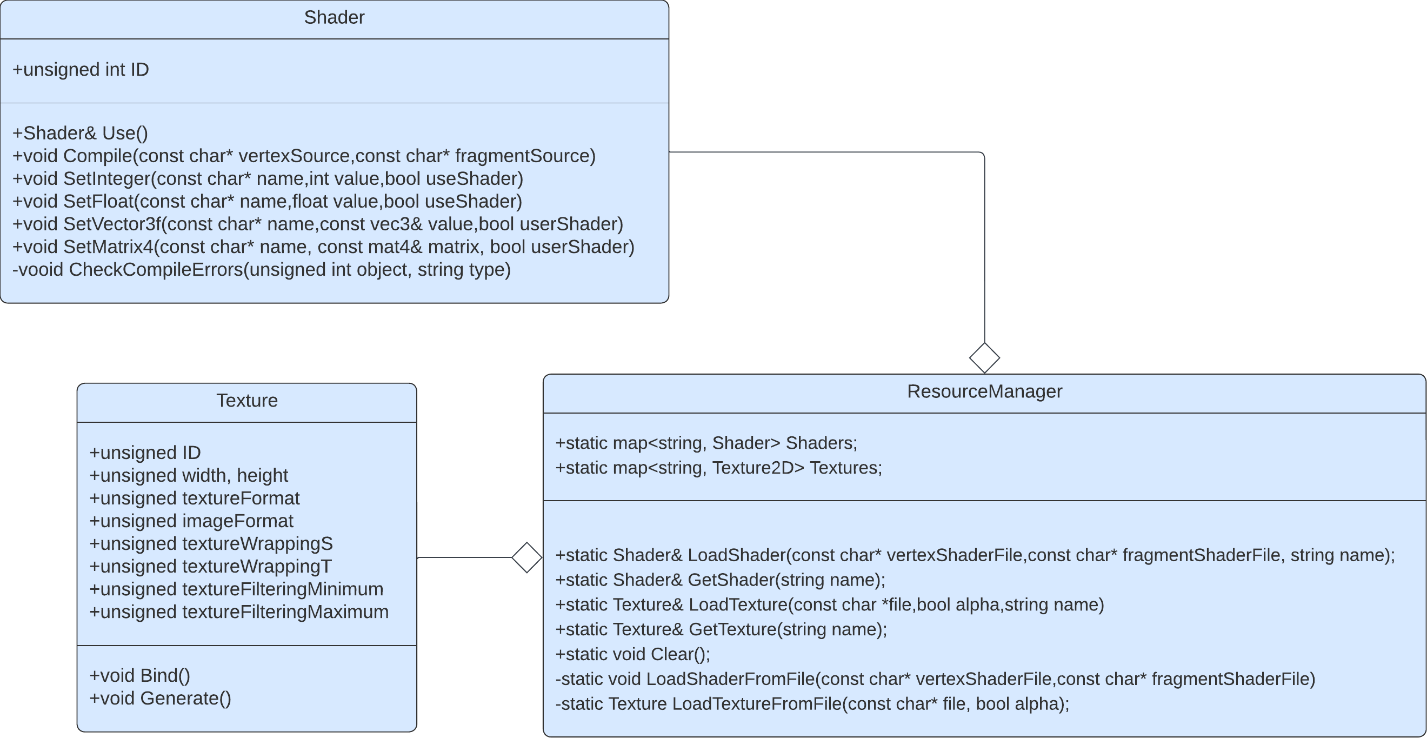 Shader
+unsigned int ID
+Shader& Use()
+void Compile(const char* vertexSource,const char* fragmentSource)
+void SetInteger(const char* name,int value,bool useShader)
+void SetFloat(const char* name,float value,bool useShader)
+void SetVector3f(const char* name,const vec3& value,bool userShader)
+void SetMatrix4(const char* name, const mat4& matrix, bool userShader)
-vooid CheckCompileErrors(unsigned int object, string type)
Texture
+unsigned ID
+unsigned width, height
+unsigned textureFormat
+unsigned imageFormat
+unsigned textureWrappingS
+unsigned textureWrappingT
+unsigned textureFilteringMinimum
+unsigned textureFilteringMaximum
+void Bind()
+void Generate()
ResourceManager
+static map<string, Shader> Shaders;
+static map<string, Texture2D> Textures;
+static Shader& LoadShader(const char* vertexShaderFile,const char* fragmentShaderFile, string name);
+static Shader& GetShader(string name);
+static Texture& LoadTexture(const char *file,bool alpha,string name)
+static Texture& GetTexture(string name);
+static void Clear();
-static void LoadShaderFromFile(const char* vertexShaderFile,const char* fragmentShaderFile)
-static Texture LoadTextureFromFile(const char* file, bool alpha);